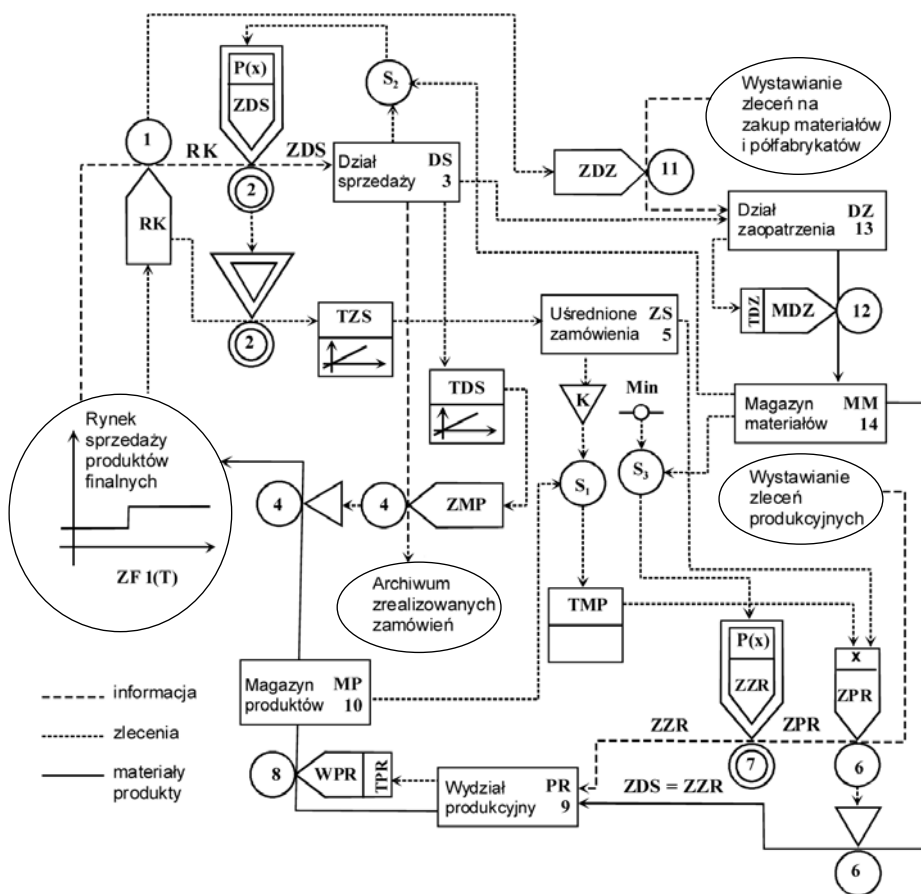 P(x)
ZDS
S2
1
RK
ZDS
2
RK
2
Dział
sprzedaży
DS
3
ZDZ
11
Wystawianie
zleceń na
zakup materiałów
i półfabrykatów
Dział
zaopatrzenia
DZ
13
TDZ
MDZ
12
TZS
Uśrednione
zamówienia
ZS
5
TDS
K
Min
Magazyn
materiałów
MM
14
Rynek
sprzedaży
produktów
finalnych
ZF 1(T)
4
4
ZMP
S1
S3
Wystawianie
zleceń
produkcyjnych
Archiwum
zrealizowanych
zamówień
TMP
P(x)
ZZR
x
ZPR
Magazyn
produktów
MP
10
informacja
zlecenia
materiały
produkty
ZZR
ZPR
7
6
8
WPR
TPR
Wydział
produkcyjny
PR
9
ZDS = ZZR
6